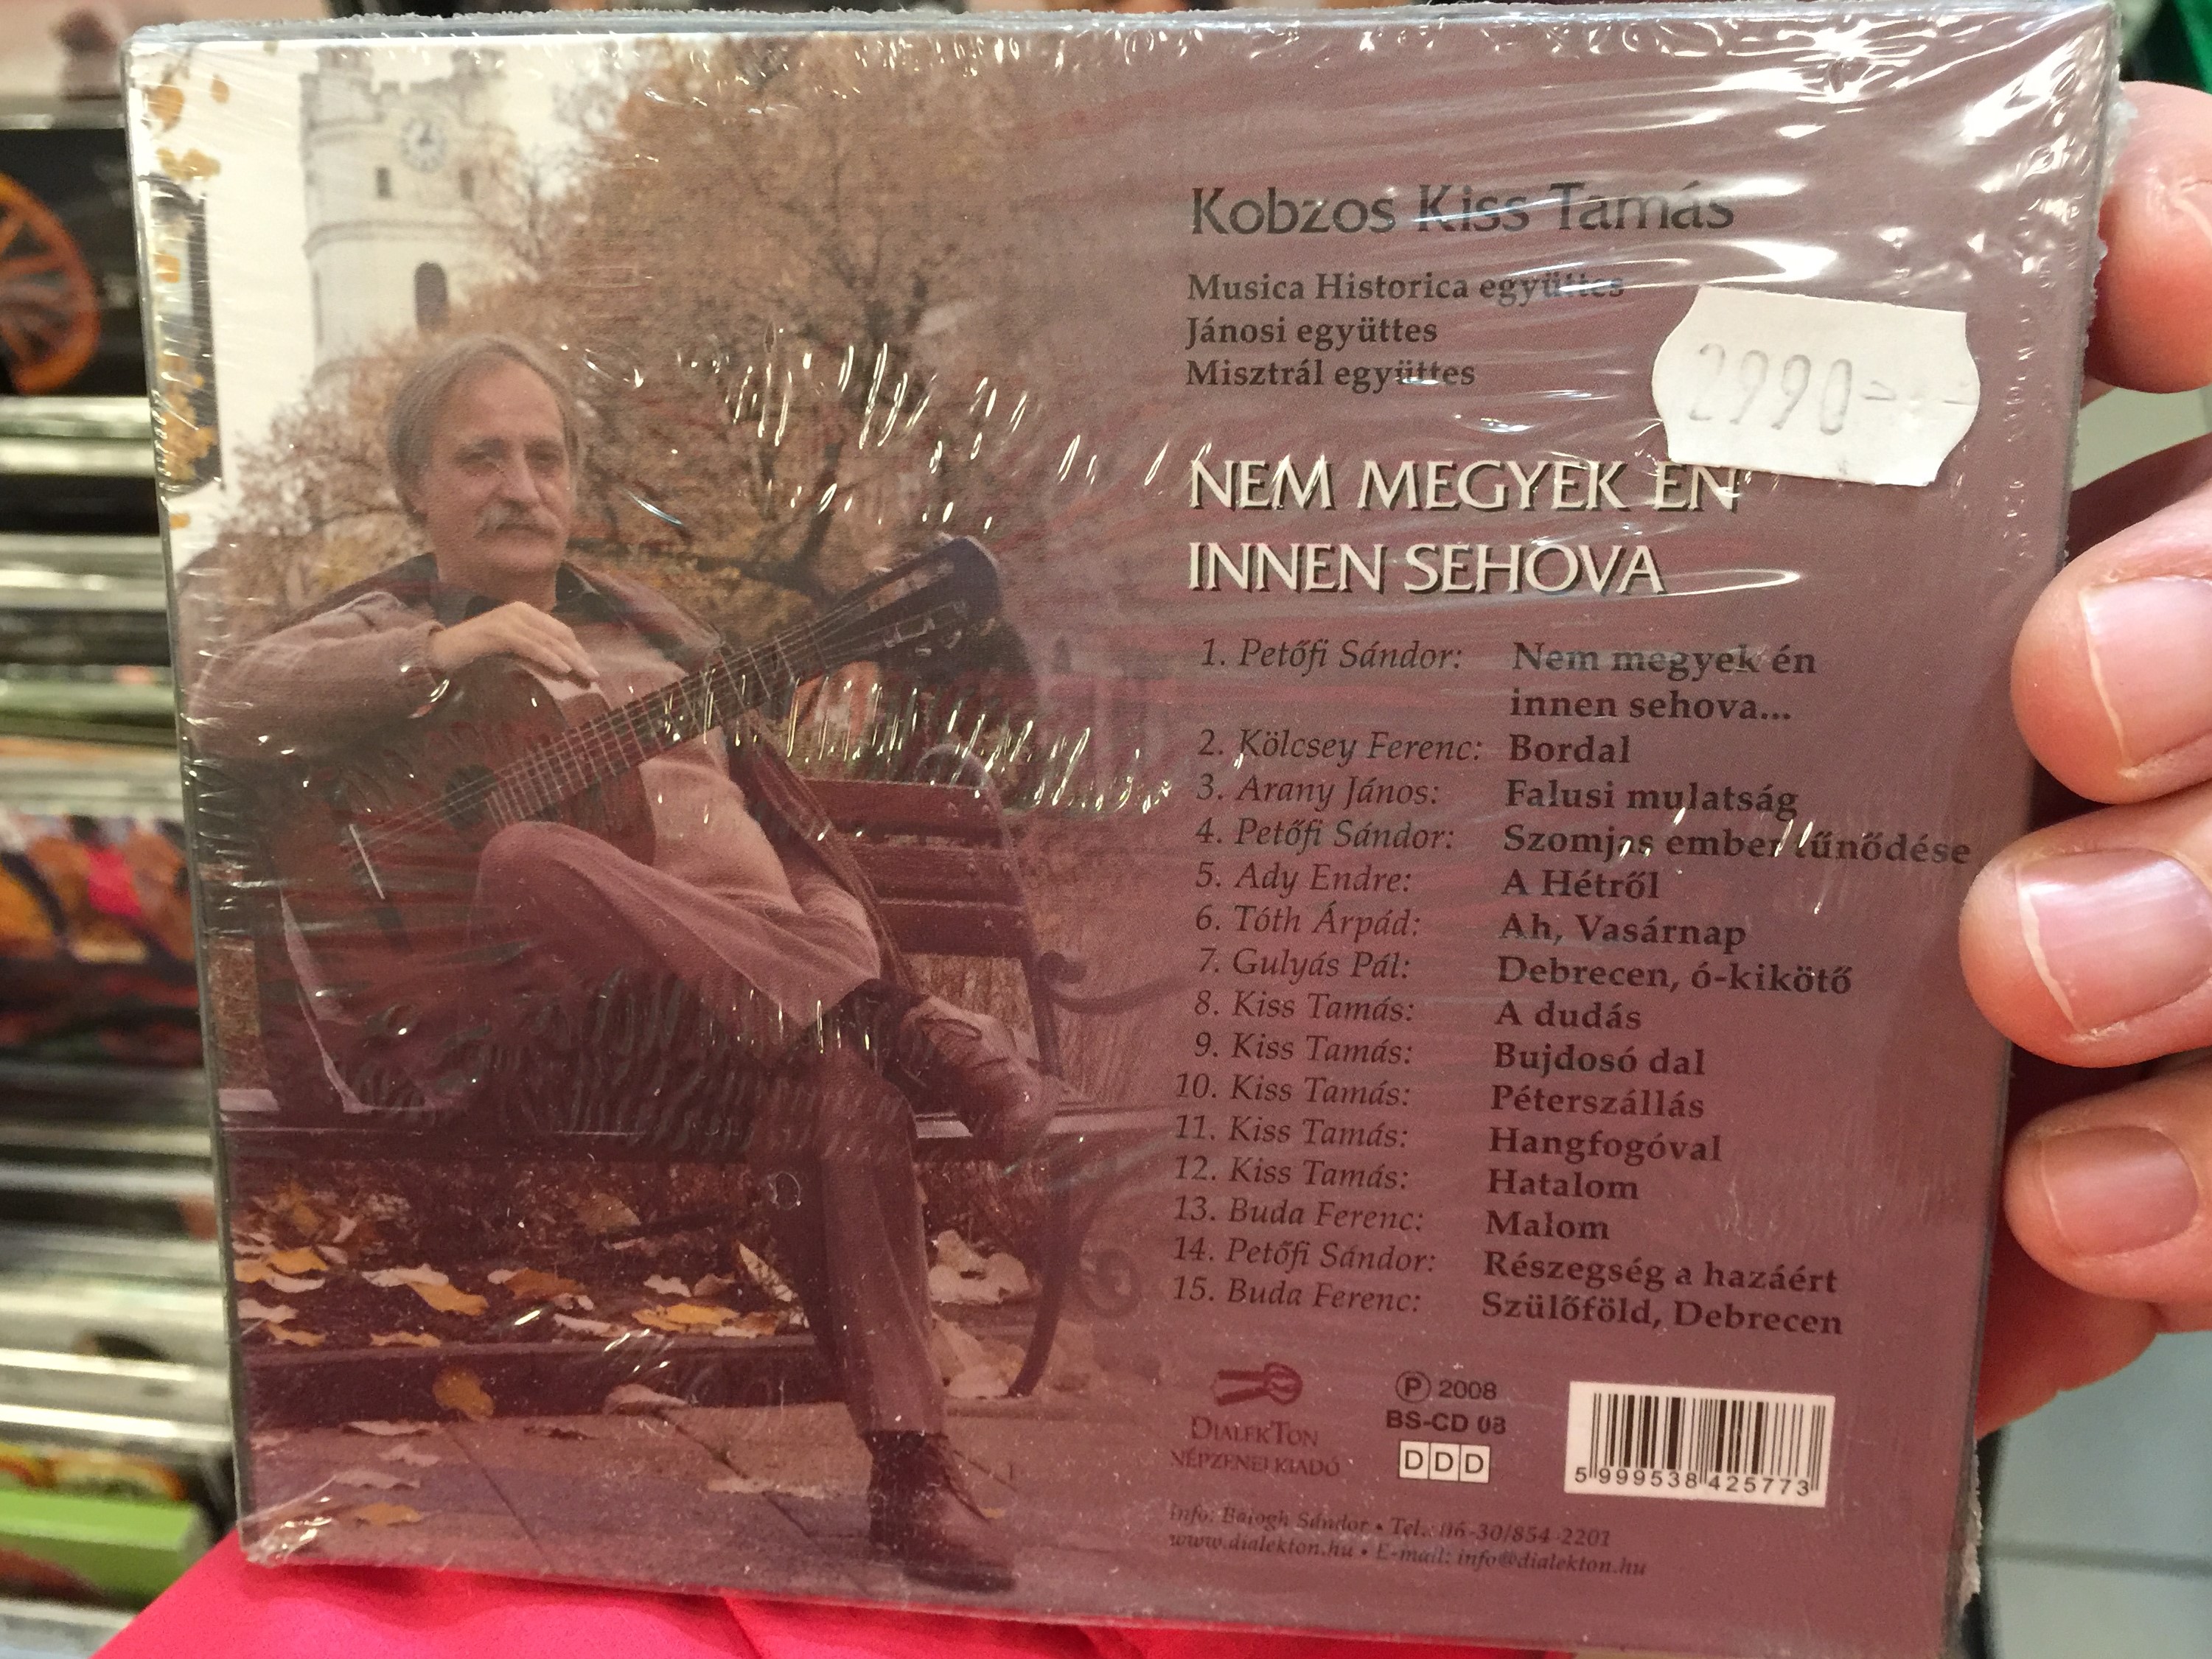 Kobzos Kiss Tamás
Musica Historica együttes
Jánosi együttes
Misztrál együttes
2990=
NEM MEGYEK ÉN
INNEN SEHOVA
1. Petőfi Sándor: Nem megyek én
innen sehova...
2. Kölcsey Ferenc: Bordal
3. Arany János: Falusi mulatság
4. Petőfi Sándor: Szomjas ember tűnődése
5. Ady Endre: A Hétről
6. Tóth Árpád: Ah, Vasárnap
7. Gulyás Pál: Debrecen, ó-kikötő
8. Kiss Tamás: A dudás
9. Kiss Tamás: Bujdosó dal
10. Kiss Tamás: Péterszállás
11. Kiss Tamás: Hangfogóval
12. Kiss Tamás: Hatalom
13. Buda Ferenc: Malom
14. Petőfi Sándor: Részegség a hazáért
15. Buda Ferenc: Szülőföld, Debrecen
DIALEKTON
NÉPZENEI KIADÓ
Ⓟ 2008
BS-CD 08
DDD
5 999538 425773
Info: Balogh Sándor • Tel.: 06-30/854-2201
www.dialekton.hu • E-mail: info@dialekton.hu